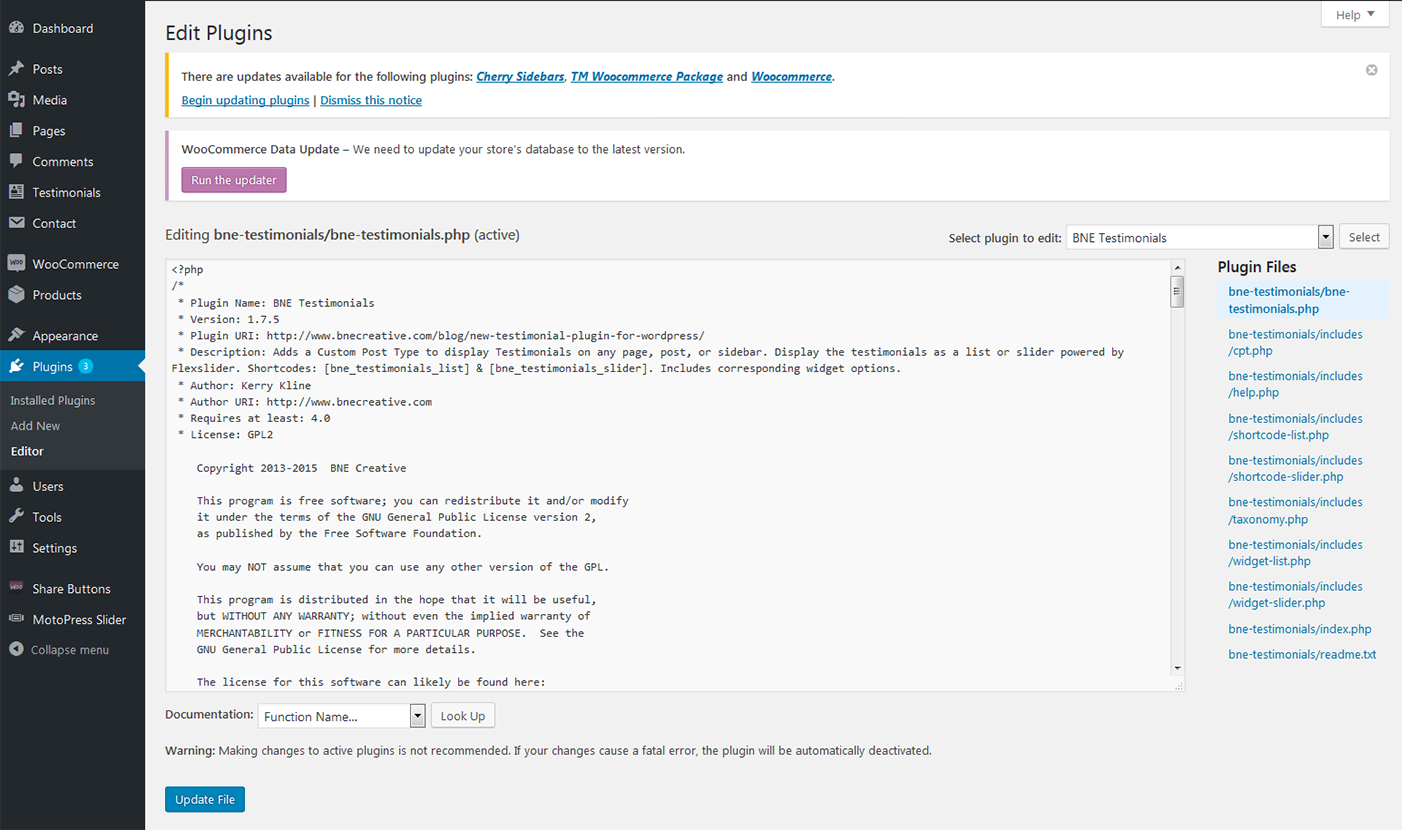 Dashboard
Posts
Media
Pages
Comments
Testimonials
Contact
WooCommerce
Products
Appearance
Plugins 3
Installed Plugins
Add New
Editor
Users
Tools
Settings
Share Buttons
MotoPress Slider
Collapse menu
Help
Edit Plugins
There are updates available for the following plugins: Cherry Sidebars, TM Woocommerce Package and Woocommerce.
Begin updating plugins | Dismiss this notice
WooCommerce Data Update – We need to update your store's database to the latest version.
Run the updater
Editing bne-testimonials/bne-testimonials.php (active)
Select plugin to edit: BNE Testimonials Select
<?php
/*
 * Plugin Name: BNE Testimonials
 * Version: 1.7.5
 * Plugin URI: http://www.bnecreative.com/blog/new-testimonial-plugin-for-wordpress/
 * Description: Adds a Custom Post Type to display Testimonials on any page, post, or sidebar. Display the testimonials as a list or slider powered by
Flexslider. Shortcodes: [bne_testimonials_list] & [bne_testimonials_slider]. Includes corresponding widget options.
 * Author: Kerry Kline
 * Author URI: http://www.bnecreative.com
 * Requires at least: 4.0
 * License: GPL2
Copyright 2013-2015  BNE Creative
This program is free software; you can redistribute it and/or modify
it under the terms of the GNU General Public License version 2,
as published by the Free Software Foundation.
You may NOT assume that you can use any other version of the GPL.
This program is distributed in the hope that it will be useful,
but WITHOUT ANY WARRANTY; without even the implied warranty of
MERCHANTABILITY or FITNESS FOR A PARTICULAR PURPOSE.  See the
GNU General Public License for more details.
The license for this software can likely be found here:
Plugin Files
bne-testimonials/bne-
testimonials.php
bne-testimonials/includes
/cpt.php
bne-testimonials/includes
/help.php
bne-testimonials/includes
/shortcode-list.php
bne-testimonials/includes
/shortcode-slider.php
bne-testimonials/includes
/taxonomy.php
bne-testimonials/includes
/widget-list.php
bne-testimonials/includes
/widget-slider.php
bne-testimonials/index.php
bne-testimonials/readme.txt
Documentation: Function Name... Look Up
Warning: Making changes to active plugins is not recommended. If your changes cause a fatal error, the plugin will be automatically deactivated.
Update File